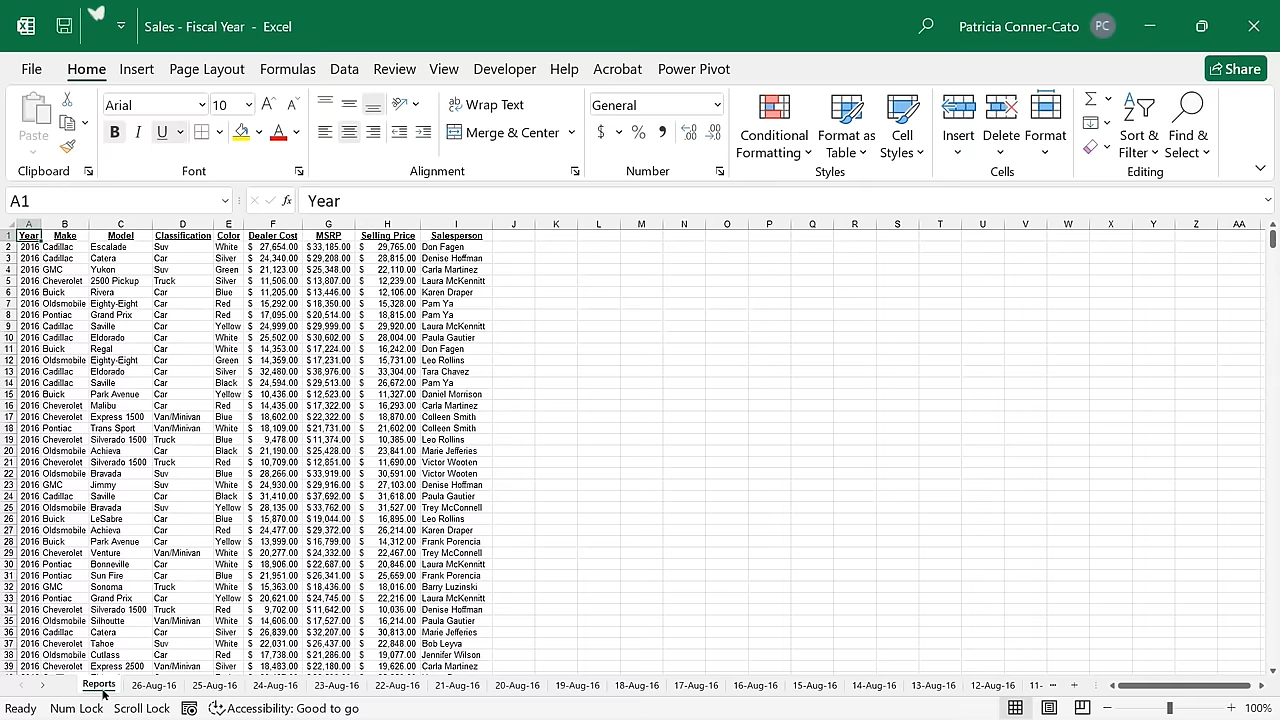 Sales - Fiscal Year - Excel
Patricia Conner-Cato PC
File Home Insert Page Layout Formulas Data Review View Developer Help Acrobat Power Pivot Share
Paste
Clipboard
Arial 10
B I U A
Font
Wrap Text
Merge & Center
Alignment
General
$ % 9
Number
Conditional Formatting
Format as Table
Cell Styles
Styles
Insert Delete Format
Cells
Sort & Filter
Find & Select
Editing
A1 fx Year
A B C D E F G H I J K L M N O P Q R S T U V W X Y Z AA
1 Year Make Model Classification Color Dealer Cost MSRP Selling Price Salesperson
2 2016 Cadillac Escalade Suv White $ 27,654.00 $ 33,185.00 $ 29,765.00 Don Fagen
3 2016 Cadillac Catera Car Silver $ 24,340.00 $ 29,208.00 $ 28,815.00 Denise Hoffman
4 2016 GMC Yukon Suv Green $ 21,123.00 $ 25,348.00 $ 22,110.00 Carla Martinez
5 2016 Cheverolet 2500 Pickup Truck Silver $ 11,506.00 $ 13,807.00 $ 12,239.00 Laura McKennitt
6 2016 Buick Rivera Car Blue $ 11,205.00 $ 13,446.00 $ 12,106.00 Karen Draper
7 2016 Oldsmobile Eighty-Eight Car Red $ 15,292.00 $ 18,350.00 $ 15,328.00 Pam Ya
8 2016 Pontiac Grand Prix Car Red $ 17,095.00 $ 20,514.00 $ 18,815.00 Pam Ya
9 2016 Cadillac Saville Car Yellow $ 24,999.00 $ 29,999.00 $ 29,920.00 Laura McKennitt
10 2016 Cadillac Eldorado Car White $ 25,502.00 $ 30,602.00 $ 28,004.00 Paula Gautier
11 2016 Buick Regal Car White $ 14,353.00 $ 17,224.00 $ 16,242.00 Don Fagen
12 2016 Oldsmobile Eighty-Eight Car Green $ 14,359.00 $ 17,231.00 $ 15,731.00 Leo Rollins
13 2016 Cadillac Eldorado Car Silver $ 32,480.00 $ 38,976.00 $ 33,304.00 Tara Chavez
14 2016 Cadillac Saville Car Black $ 24,594.00 $ 29,513.00 $ 26,672.00 Pam Ya
15 2016 Buick Park Avenue Car Yellow $ 10,436.00 $ 12,523.00 $ 11,327.00 Daniel Morrison
16 2016 Cheverolet Malibu Car Red $ 14,435.00 $ 17,322.00 $ 16,293.00 Carla Martinez
17 2016 Cheverolet Express 1500 Van/Minivan Blue $ 18,602.00 $ 22,322.00 $ 18,870.00 Colleen Smith
18 2016 Pontiac Trans Sport Van/Minivan White $ 18,109.00 $ 21,731.00 $ 21,602.00 Colleen Smith
19 2016 Cheverolet Silverado 1500 Truck Blue $ 9,478.00 $ 11,374.00 $ 10,385.00 Leo Rollins
20 2016 Oldsmobile Achieva Car Black $ 21,190.00 $ 25,428.00 $ 23,841.00 Marie Jefferies
21 2016 Cheverolet Silverado 1500 Truck Red $ 10,709.00 $ 12,851.00 $ 11,690.00 Victor Wooten
22 2016 Oldsmobile Bravada Suv Blue $ 28,266.00 $ 33,919.00 $ 30,591.00 Victor Wooten
23 2016 GMC Jimmy Suv White $ 24,930.00 $ 29,916.00 $ 27,103.00 Denise Hoffman
24 2016 Cadillac Saville Car Black $ 31,410.00 $ 37,692.00 $ 31,618.00 Paula Gautier
25 2016 Oldsmobile Bravada Suv Yellow $ 28,135.00 $ 33,762.00 $ 31,527.00 Trey McConnell
26 2016 Buick LeSabre Car Blue $ 15,870.00 $ 19,044.00 $ 16,895.00 Leo Rollins
27 2016 Oldsmobile Achieva Car Red $ 24,477.00 $ 29,372.00 $ 26,214.00 Karen Draper
28 2016 Buick Park Avenue Car Yellow $ 13,999.00 $ 16,799.00 $ 14,312.00 Frank Porencia
29 2016 Cheverolet Venture Van/Minivan White $ 20,277.00 $ 24,332.00 $ 22,467.00 Trey McConnell
30 2016 Pontiac Bonneville Car White $ 18,906.00 $ 22,687.00 $ 20,846.00 Laura McKennitt
31 2016 Pontiac Sun Fire Car Blue $ 21,951.00 $ 26,341.00 $ 25,659.00 Frank Porencia
32 2016 GMC Sonoma Truck White $ 15,363.00 $ 18,436.00 $ 18,016.00 Barry Luzinski
33 2016 Pontiac Grand Prix Car Yellow $ 20,621.00 $ 24,745.00 $ 22,216.00 Laura McKennitt
34 2016 Cheverolet Silverado 1500 Truck Red $ 9,702.00 $ 11,642.00 $ 10,036.00 Denise Hoffman
35 2016 Oldsmobile Silhoutte Van/Minivan White $ 14,606.00 $ 17,527.00 $ 16,214.00 Paula Gautier
36 2016 Cadillac Catera Car Silver $ 26,839.00 $ 32,207.00 $ 30,813.00 Marie Jefferies
37 2016 Cheverolet Tahoe Suv White $ 22,031.00 $ 26,437.00 $ 22,848.00 Bob Leyva
38 2016 Oldsmobile Cutlass Car Red $ 17,738.00 $ 21,286.00 $ 19,077.00 Jennifer Wilson
39 2016 Cheverolet Express 2500 Van/Minivan Silver $ 18,483.00 $ 22,180.00 $ 19,626.00 Carla Martinez
Reports 26-Aug-16 25-Aug-16 24-Aug-16 23-Aug-16 22-Aug-16 21-Aug-16 20-Aug-16 19-Aug-16 18-Aug-16 17-Aug-16 16-Aug-16 15-Aug-16 14-Aug-16 13-Aug-16 12-Aug-16 11- ...
Ready Num Lock Scroll Lock Accessibility: Good to go 100%